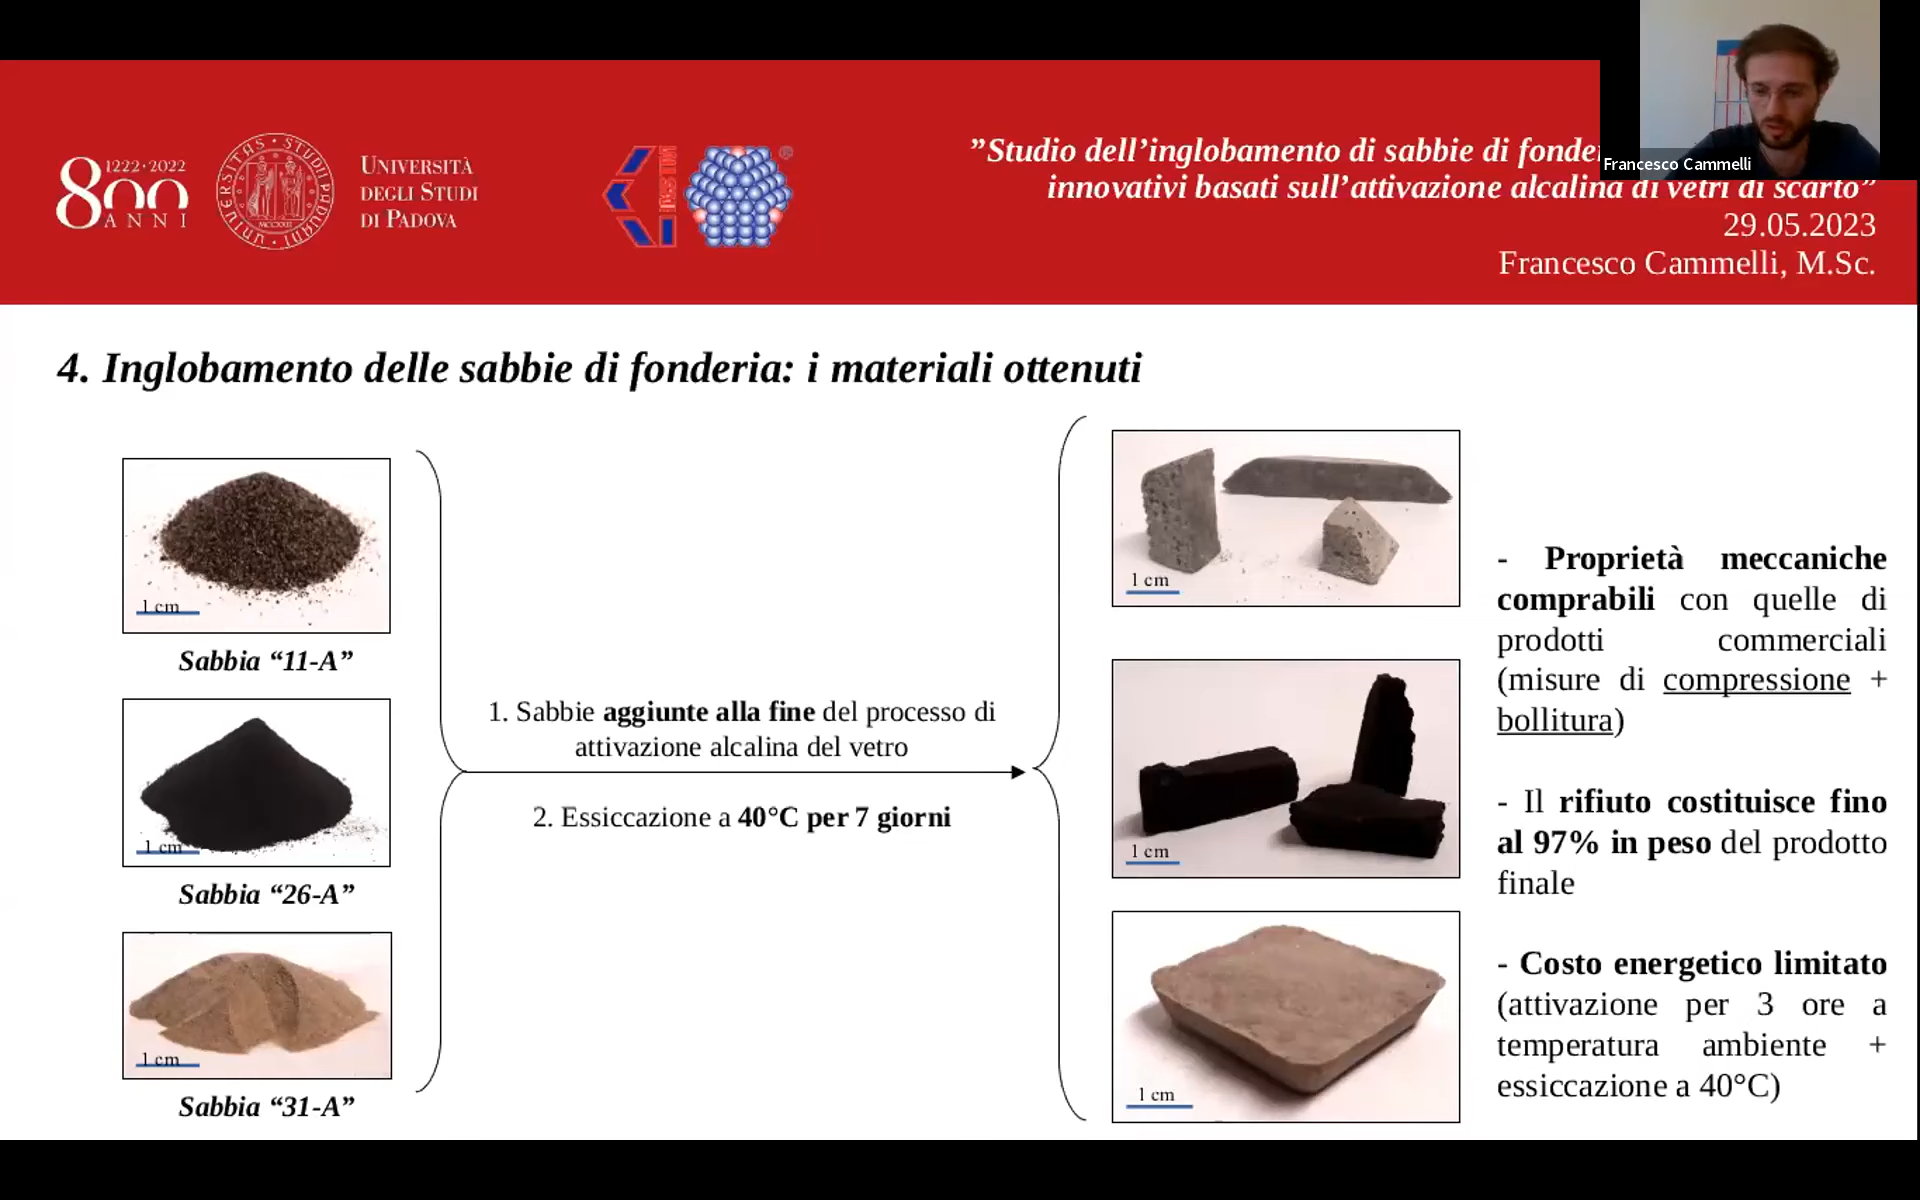 1222·2022
800
ANNI
UNIVERSITÀ
DEGLI STUDI
DI PADOVA
”Studio dell’inglobamento di sabbie di
innovativi basati sull’attivazione alcalina di vetri di scarto”
29.05.2023
Francesco Cammelli, M.Sc.
Francesco Cammelli
4. Inglobamento delle sabbie di fonderia: i materiali ottenuti
1 cm
Sabbia “11-A”
1 cm
Sabbia “26-A”
1 cm
Sabbia “31-A”
1. Sabbie aggiunte alla fine del processo di
attivazione alcalina del vetro
2. Essiccazione a 40°C per 7 giorni
1 cm
1 cm
1 cm
- Proprietà meccaniche
comprabili con quelle di
prodotti commerciali
(misure di compressione +
bollitura)
- Il rifiuto costituisce fino
al 97% in peso del prodotto
finale
- Costo energetico limitato
(attivazione per 3 ore a
temperatura ambiente +
essiccazione a 40°C)